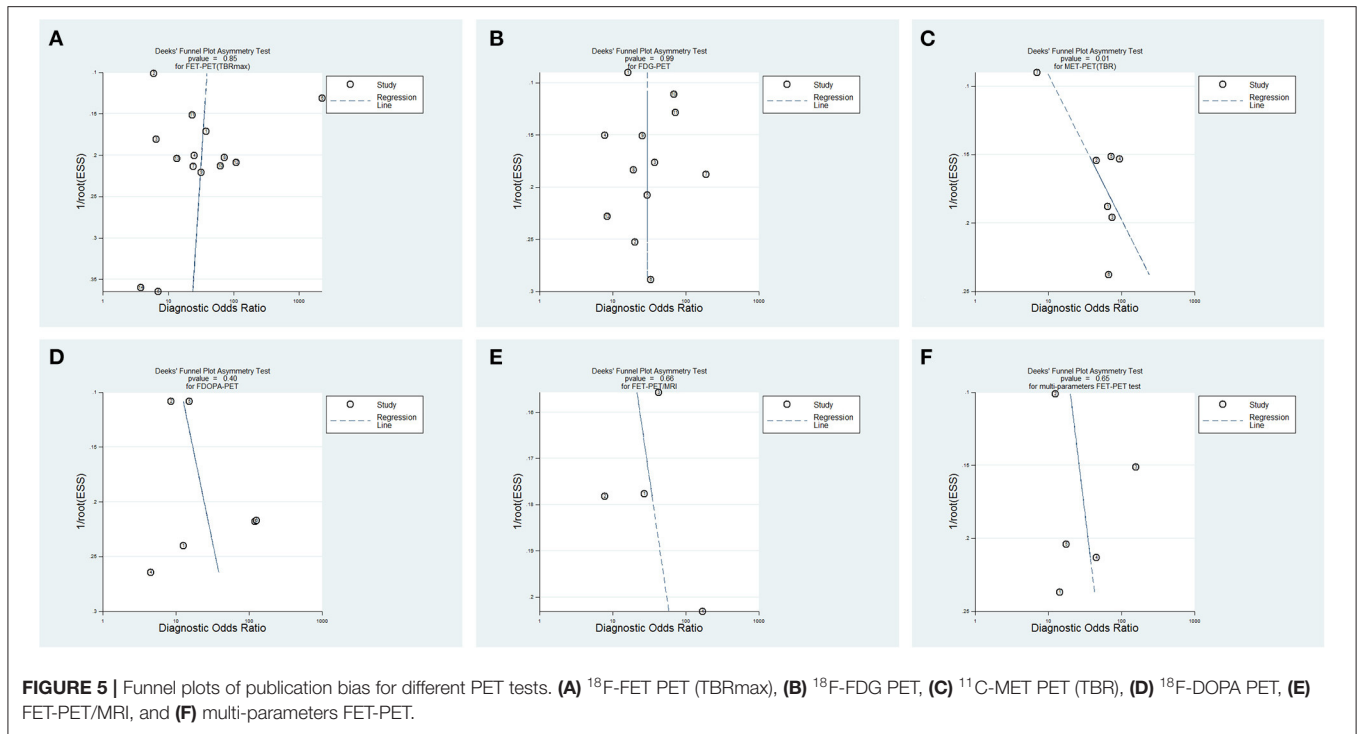 A
Deeks' Funnel Plot Asymmetry Test
pvalue = 0.85
for FET-PET(TBRmax)
.1
.15
.2
.25
.3
.35
1/root(ESS)
1
10
100
1000
Diagnostic Odds Ratio
Study
Regression
Line
B
Deeks' Funnel Plot Asymmetry Test
pvalue = 0.99
for FDG-PET
.1
.15
.2
.25
.3
1/root(ESS)
1
10
100
1000
Diagnostic Odds Ratio
Study
Regression
Line
C
Deeks' Funnel Plot Asymmetry Test
pvalue = 0.01
for MET-PET(TBR)
.1
.15
.2
.25
1/root(ESS)
1
10
100
1000
Diagnostic Odds Ratio
Study
Regression
Line
D
Deeks' Funnel Plot Asymmetry Test
pvalue = 0.40
for FDOPA-PET
.1
.15
.2
.25
.3
1/root(ESS)
1
10
100
1000
Diagnostic Odds Ratio
Study
Regression
Line
E
Deeks' Funnel Plot Asymmetry Test
pvalue = 0.66
for FET-PET/MRI
.16
.17
.18
.19
.2
1/root(ESS)
1
10
100
1000
Diagnostic Odds Ratio
Study
Regression
Line
F
Deeks' Funnel Plot Asymmetry Test
pvalue = 0.65
for multi-parameters FET-PET test
.1
.15
.2
.25
1/root(ESS)
1
10
100
1000
Diagnostic Odds Ratio
Study
Regression
Line
FIGURE 5 | Funnel plots of publication bias for different PET tests. (A) ¹⁸F-FET PET (TBRmax), (B) ¹⁸F-FDG PET, (C) ¹¹C-MET PET (TBR), (D) ¹⁸F-DOPA PET, (E)
FET-PET/MRI, and (F) multi-parameters FET-PET.